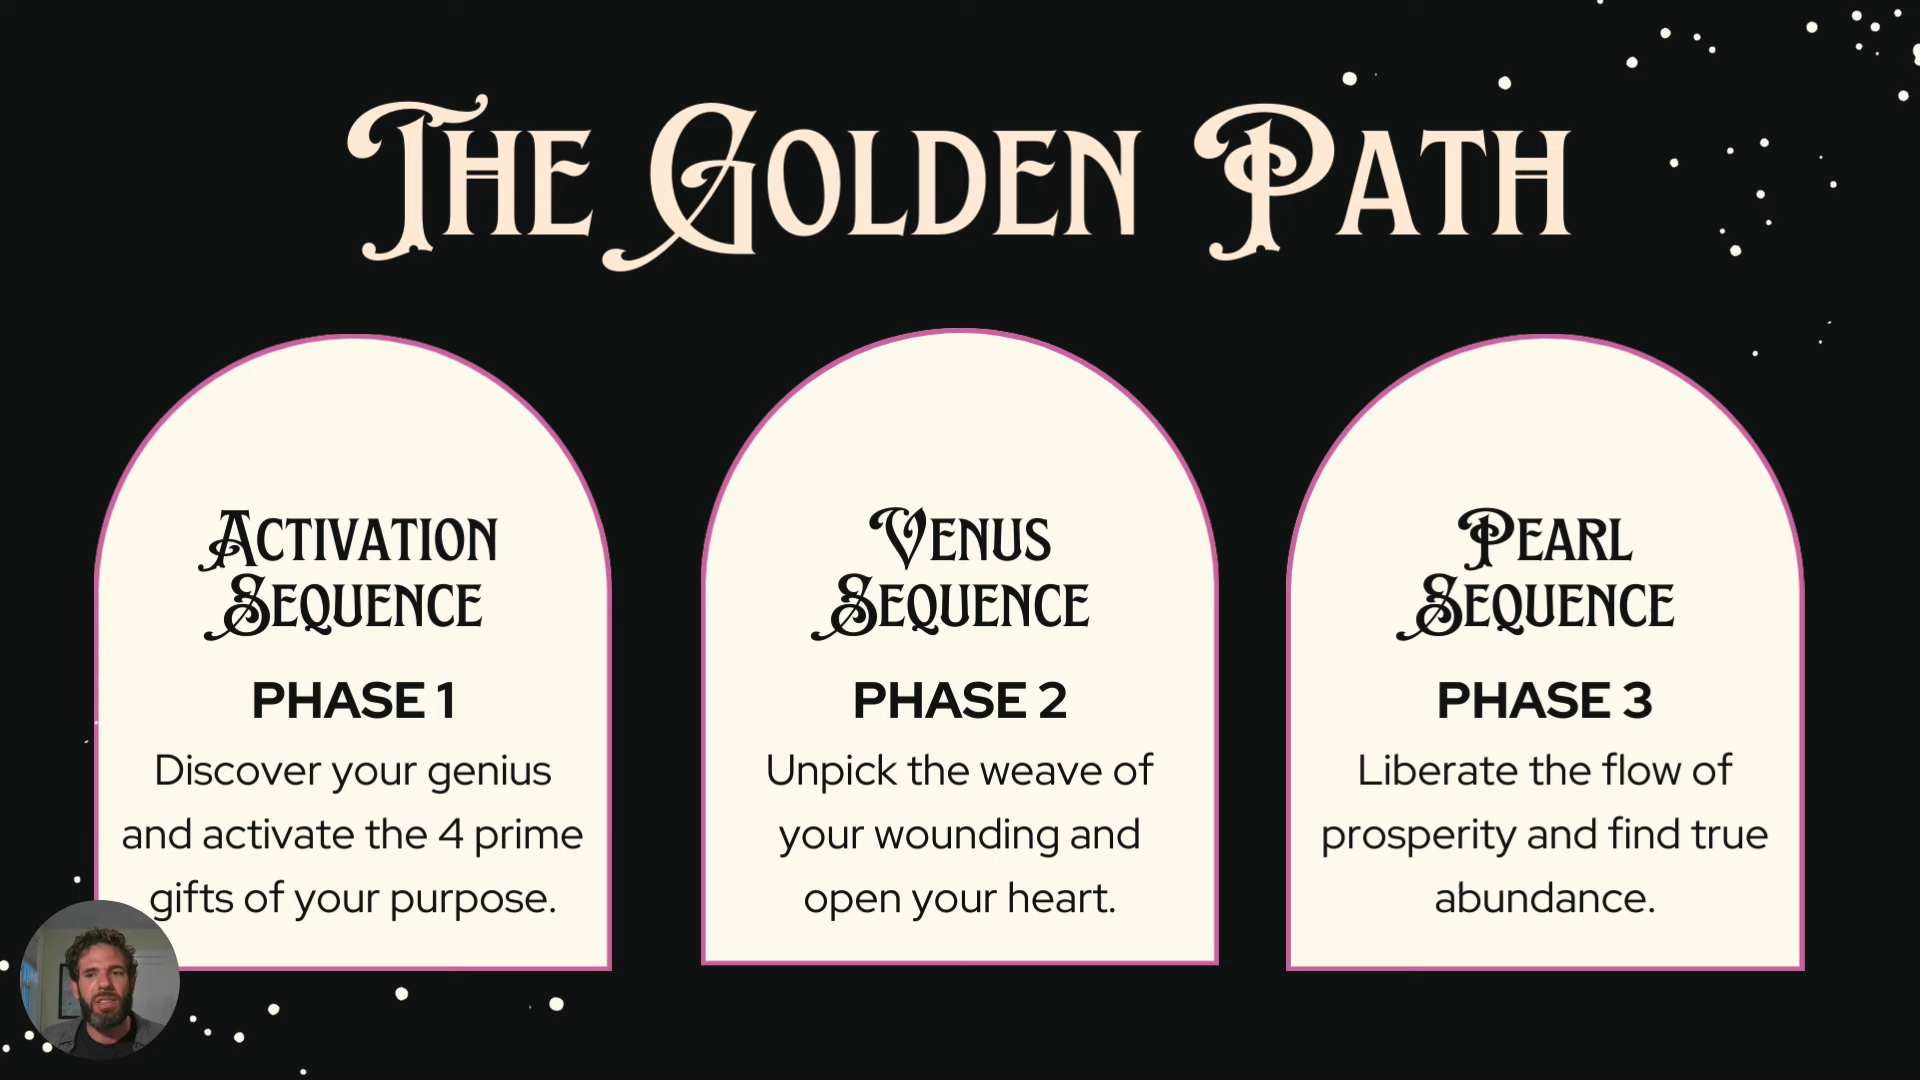 The Golden Path
Activation
Sequence
PHASE 1
Discover your genius
and activate the 4 prime
gifts of your purpose.
Venus
Sequence
PHASE 2
Unpick the weave of
your wounding and
open your heart.
Pearl
Sequence
PHASE 3
Liberate the flow of
prosperity and find true
abundance.